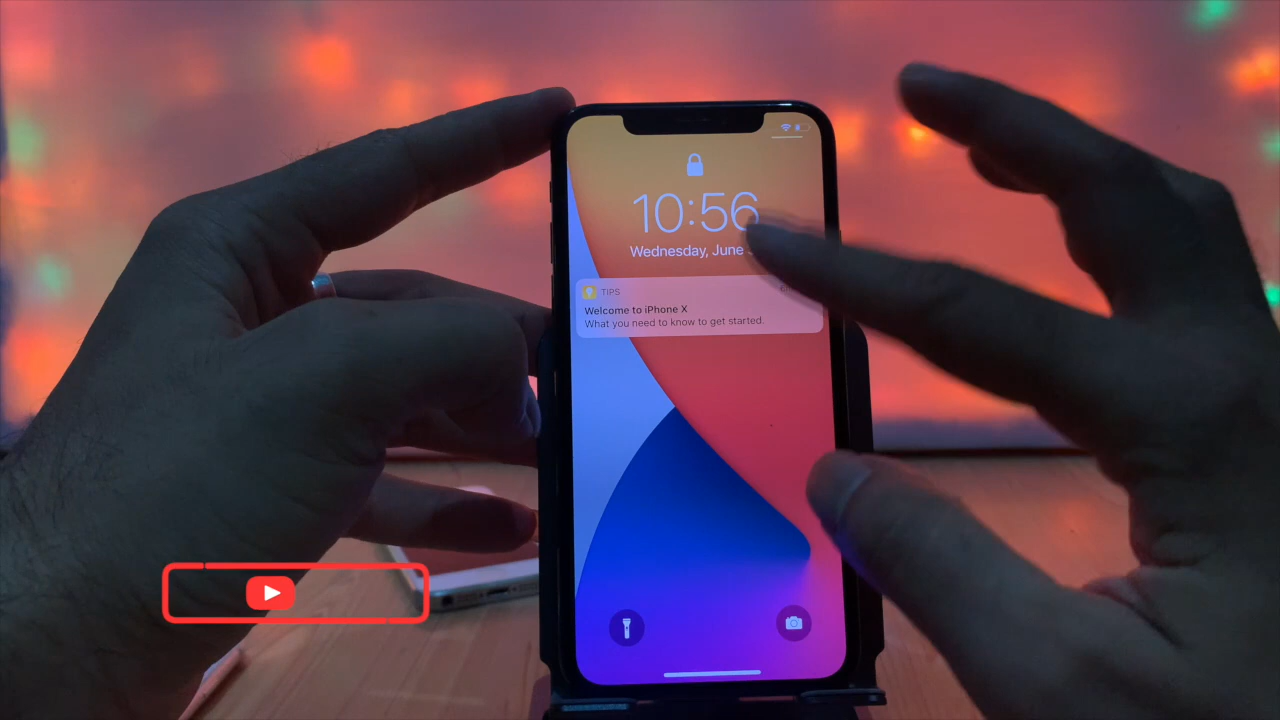 10:56
Wednesday, June
TIPS
Welcome to iPhone X
What you need to know to get started.